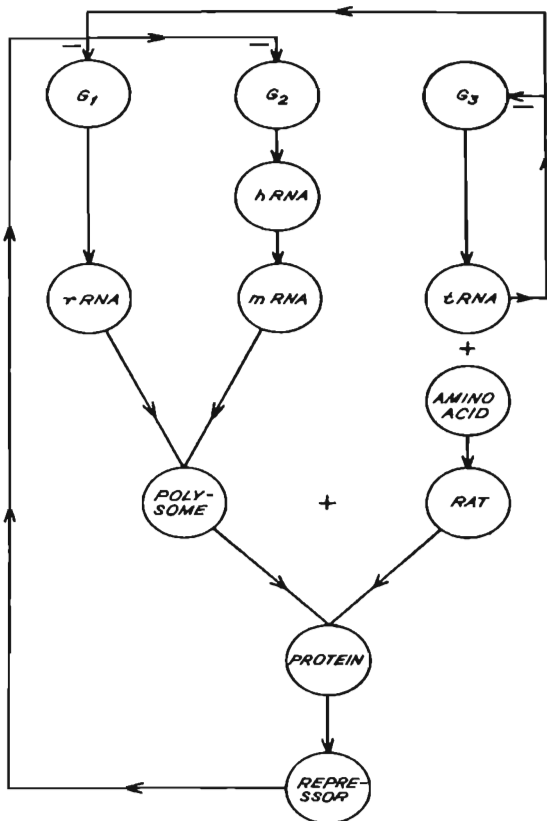 G1
G2
G3
hRNA
rRNA
mRNA
tRNA
+
AMINO
ACID
POLY-
SOME
+
RAT
PROTEIN
REPRE-
SSOR